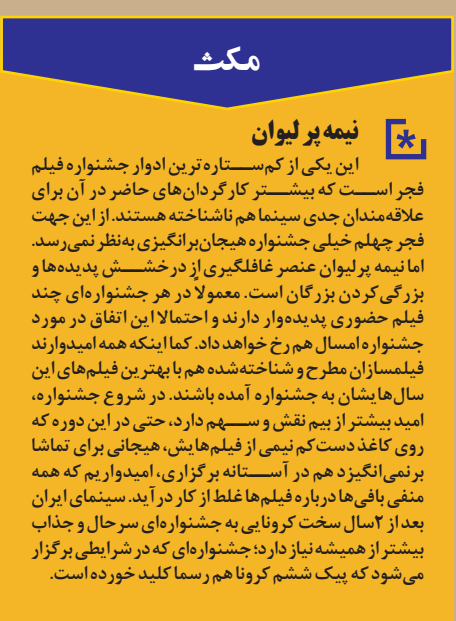 مکث
نیمه پر لیوان
این یکی از کم‌ستاره‌ترین ادوار جشنواره فیلم
فجر است که بیشتر کارگردان‌های حاضر در آن برای
علاقه‌مندان جدی سینما هم ناشناخته هستند. از این جهت
فجر چهلم خیلی جشنواره هیجان‌برانگیزی به‌نظر نمی‌رسد.
اما نیمه پر لیوان عنصر غافلگیری از درخشش پدیده‌ها و
بزرگی کردن بزرگان است. معمولاً در هر جشنواره‌ای چند
فیلم حضوری پدیده‌وار دارند و احتمالا این اتفاق در مورد
جشنواره امسال هم رخ خواهد داد. کما اینکه همه امیدوارند
فیلمسازان مطرح و شناخته‌شده هم با بهترین فیلم‌های این
سال‌هایشان به جشنواره آمده باشند. در شروع جشنواره،
امید بیشتر از بیم نقش و سهم دارد، حتی در این دوره که
روی کاغذ دست‌کم نیمی از فیلم‌هایش، هیجانی برای تماشا
برنمی‌انگیزد هم در آستانه برگزاری، امیدواریم که همه
منفی بافی‌ها درباره فیلم‌ها غلط از کار درآید. سینمای ایران
بعد از ۲سال سخت کرونایی به جشنواره‌ای سرحال و جذاب
بیشتر از همیشه نیاز دارد؛ جشنواره‌ای که در شرایطی برگزار
می‌شود که پیک ششم کرونا هم رسما کلید خورده است.